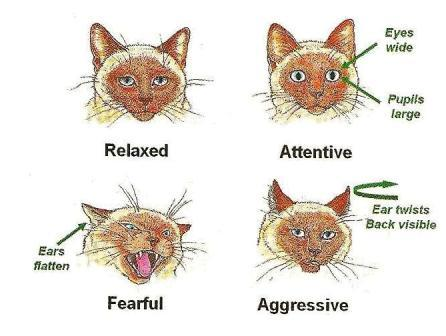 Eyes
wide
Pupils
large
Relaxed
Attentive
Ears
flatten
Ear twists
Back visible
Fearful
Aggressive